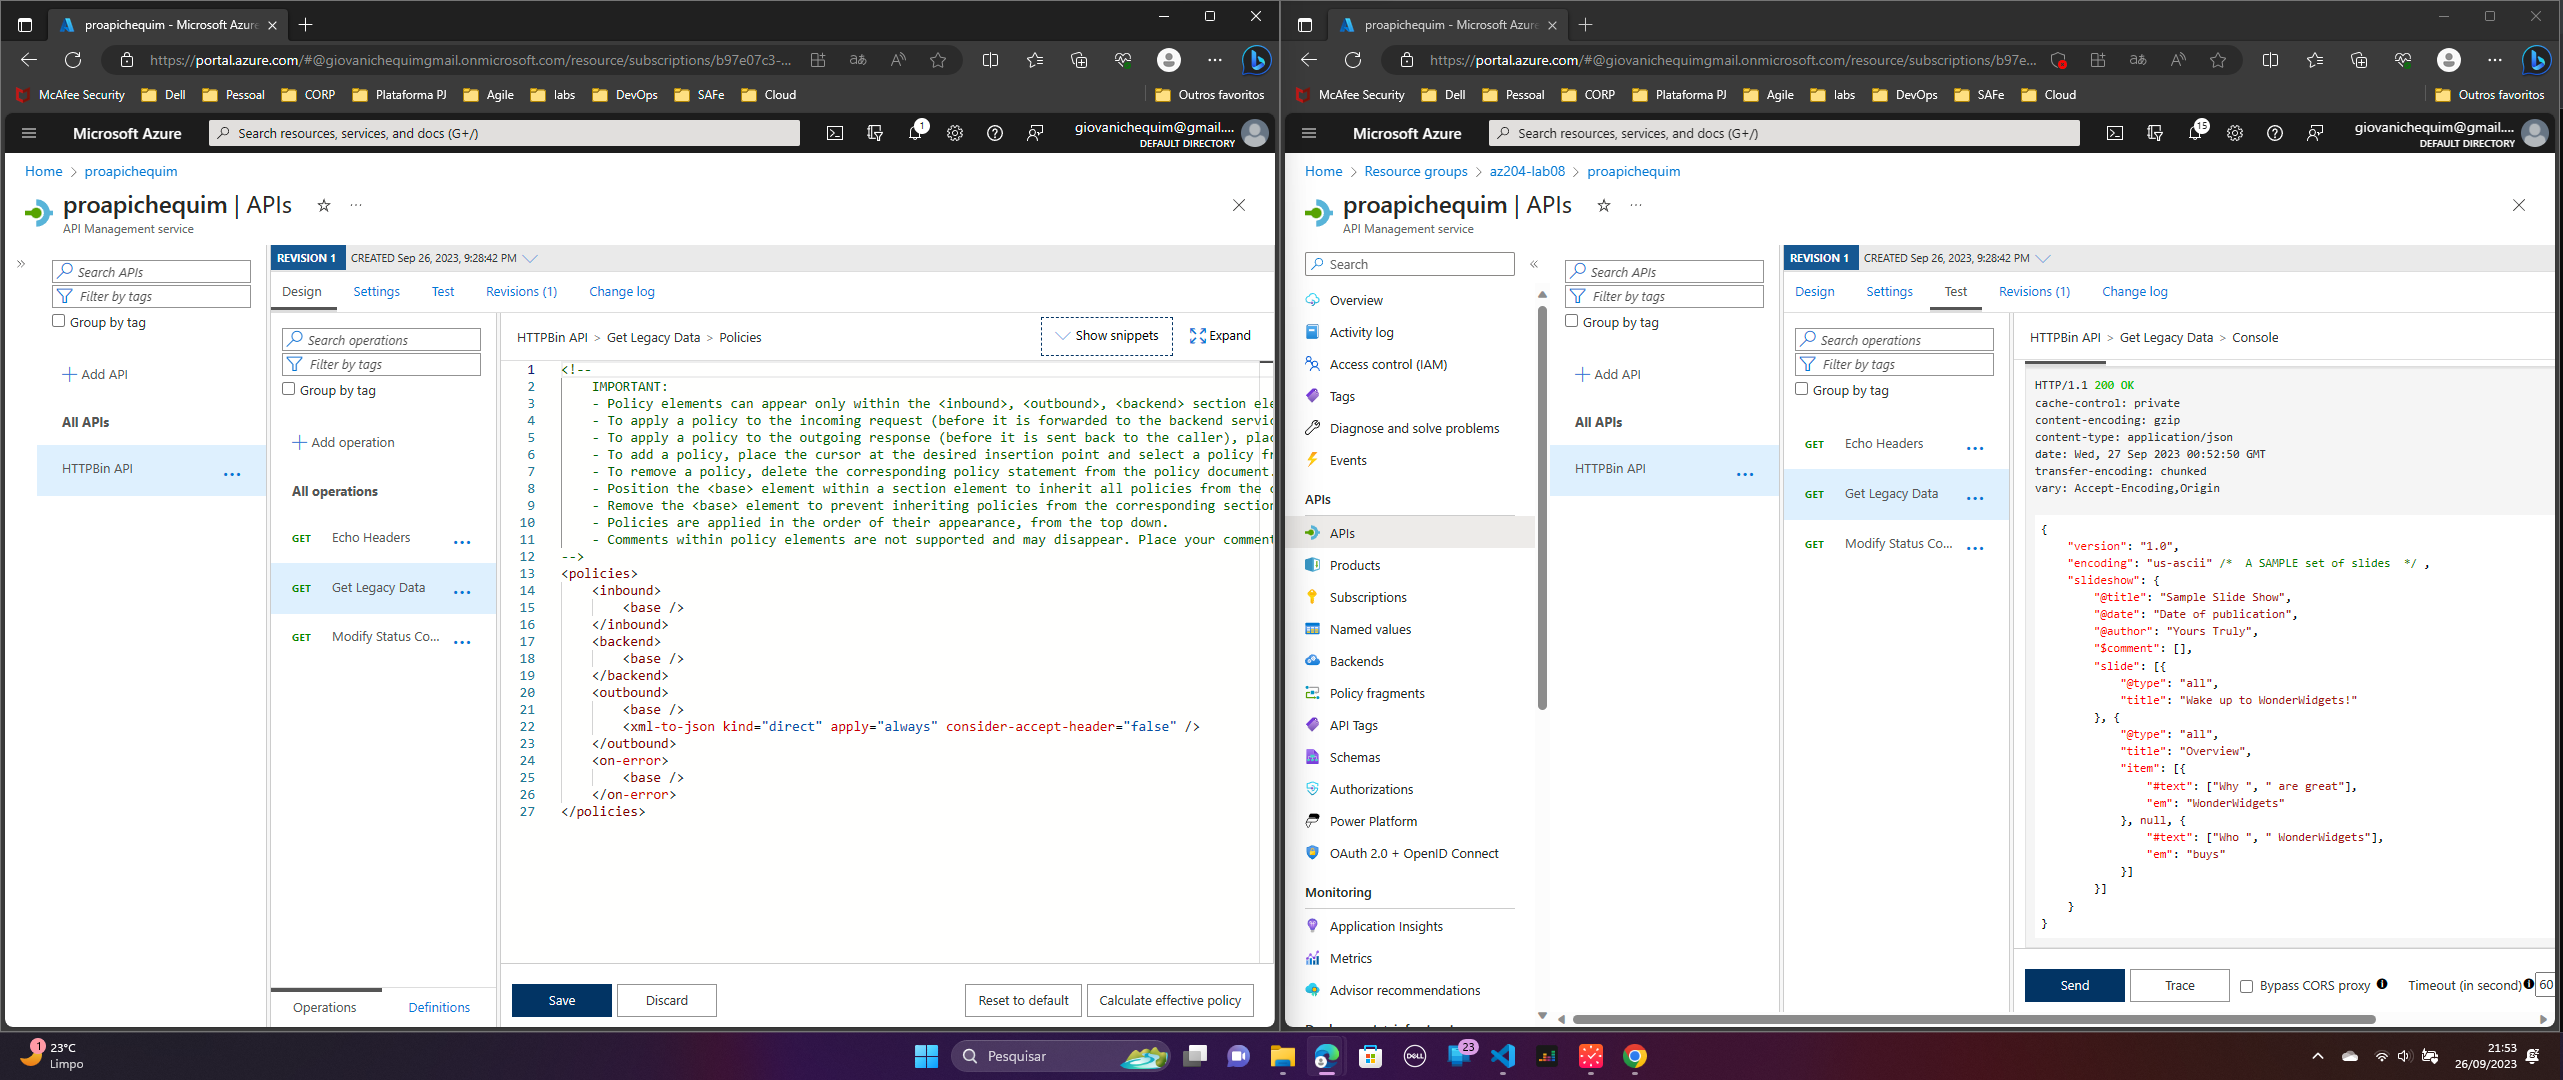 proapichequim - Microsoft Azure
https://portal.azure.com/#@giovanichequimgmail.onmicrosoft.com/resource/subscriptions/b97e07c3-...
McAfee Security Dell Pessoal CORP Plataforma PJ Agile labs DevOps SAFe Cloud Outros favoritos
Microsoft Azure
Search resources, services, and docs (G+/)
1
giovanichequim@gmail....
DEFAULT DIRECTORY
Home > proapichequim
proapichequim | APIs
API Management service
Search APIs
Filter by tags
Group by tag
Add API
All APIs
HTTPBin API
REVISION 1 CREATED Sep 26, 2023, 9:28:42 PM
Design Settings Test Revisions (1) Change log
Search operations
Filter by tags
Group by tag
Add operation
All operations
GET Echo Headers
GET Get Legacy Data
GET Modify Status Co...
Operations Definitions
HTTPBin API > Get Legacy Data > Policies
Show snippets
Expand
1 <!--
2 IMPORTANT:
3 - Policy elements can appear only within the <inbound>, <outbound>, <backend> section ele
4 - To apply a policy to the incoming request (before it is forwarded to the backend servic
5 - To apply a policy to the outgoing response (before it is sent back to the caller), plac
6 - To add a policy, place the cursor at the desired insertion point and select a policy fr
7 - To remove a policy, delete the corresponding policy statement from the policy document.
8 - Position the <base> element within a section element to inherit all policies from the c
9 - Remove the <base> element to prevent inheriting policies from the corresponding section
10 - Policies are applied in the order of their appearance, from the top down.
11 - Comments within policy elements are not supported and may disappear. Place your comment
12 -->
13 <policies>
14 <inbound>
15 <base />
16 </inbound>
17 <backend>
18 <base />
19 </backend>
20 <outbound>
21 <base />
22 <xml-to-json kind="direct" apply="always" consider-accept-header="false" />
23 </outbound>
24 <on-error>
25 <base />
26 </on-error>
27 </policies>
Save Discard Reset to default Calculate effective policy
proapichequim - Microsoft Azure
https://portal.azure.com/#@giovanichequimgmail.onmicrosoft.com/resource/subscriptions/b97e...
McAfee Security Dell Pessoal CORP Plataforma PJ Agile labs DevOps SAFe Cloud Outros favoritos
Microsoft Azure
Search resources, services, and docs (G+/)
15
giovanichequim@gmail....
DEFAULT DIRECTORY
Home > Resource groups > az204-lab08 > proapichequim
proapichequim | APIs
API Management service
Search
Overview
Activity log
Access control (IAM)
Tags
Diagnose and solve problems
Events
APIs
APIs
Products
Subscriptions
Named values
Backends
Policy fragments
API Tags
Schemas
Authorizations
Power Platform
OAuth 2.0 + OpenID Connect
Monitoring
Application Insights
Metrics
Advisor recommendations
Search APIs
Filter by tags
Group by tag
Add API
All APIs
HTTPBin API
REVISION 1 CREATED Sep 26, 2023, 9:28:42 PM
Design Settings Test Revisions (1) Change log
Search operations
Filter by tags
Group by tag
GET Echo Headers
GET Get Legacy Data
GET Modify Status Co...
HTTPBin API > Get Legacy Data > Console
HTTP/1.1 200 OK
cache-control: private
content-encoding: gzip
content-type: application/json
date: Wed, 27 Sep 2023 00:52:50 GMT
transfer-encoding: chunked
vary: Accept-Encoding,Origin
{
"version": "1.0",
"encoding": "us-ascii" /* A SAMPLE set of slides */ ,
"slideshow": {
"@title": "Sample Slide Show",
"@date": "Date of publication",
"@author": "Yours Truly",
"$comment": [],
"slide": [{
"@type": "all",
"title": "Wake up to WonderWidgets!"
}, {
"@type": "all",
"title": "Overview",
"item": [{
"#text": ["Why ", " are great"],
"em": "WonderWidgets"
}, null, {
"#text": ["Who ", " WonderWidgets"],
"em": "buys"
}]
}]
}
}
Send Trace Bypass CORS proxy Timeout (in second) 60
1 23°C
Limpo
Pesquisar
DELL
23
21:53
26/09/2023